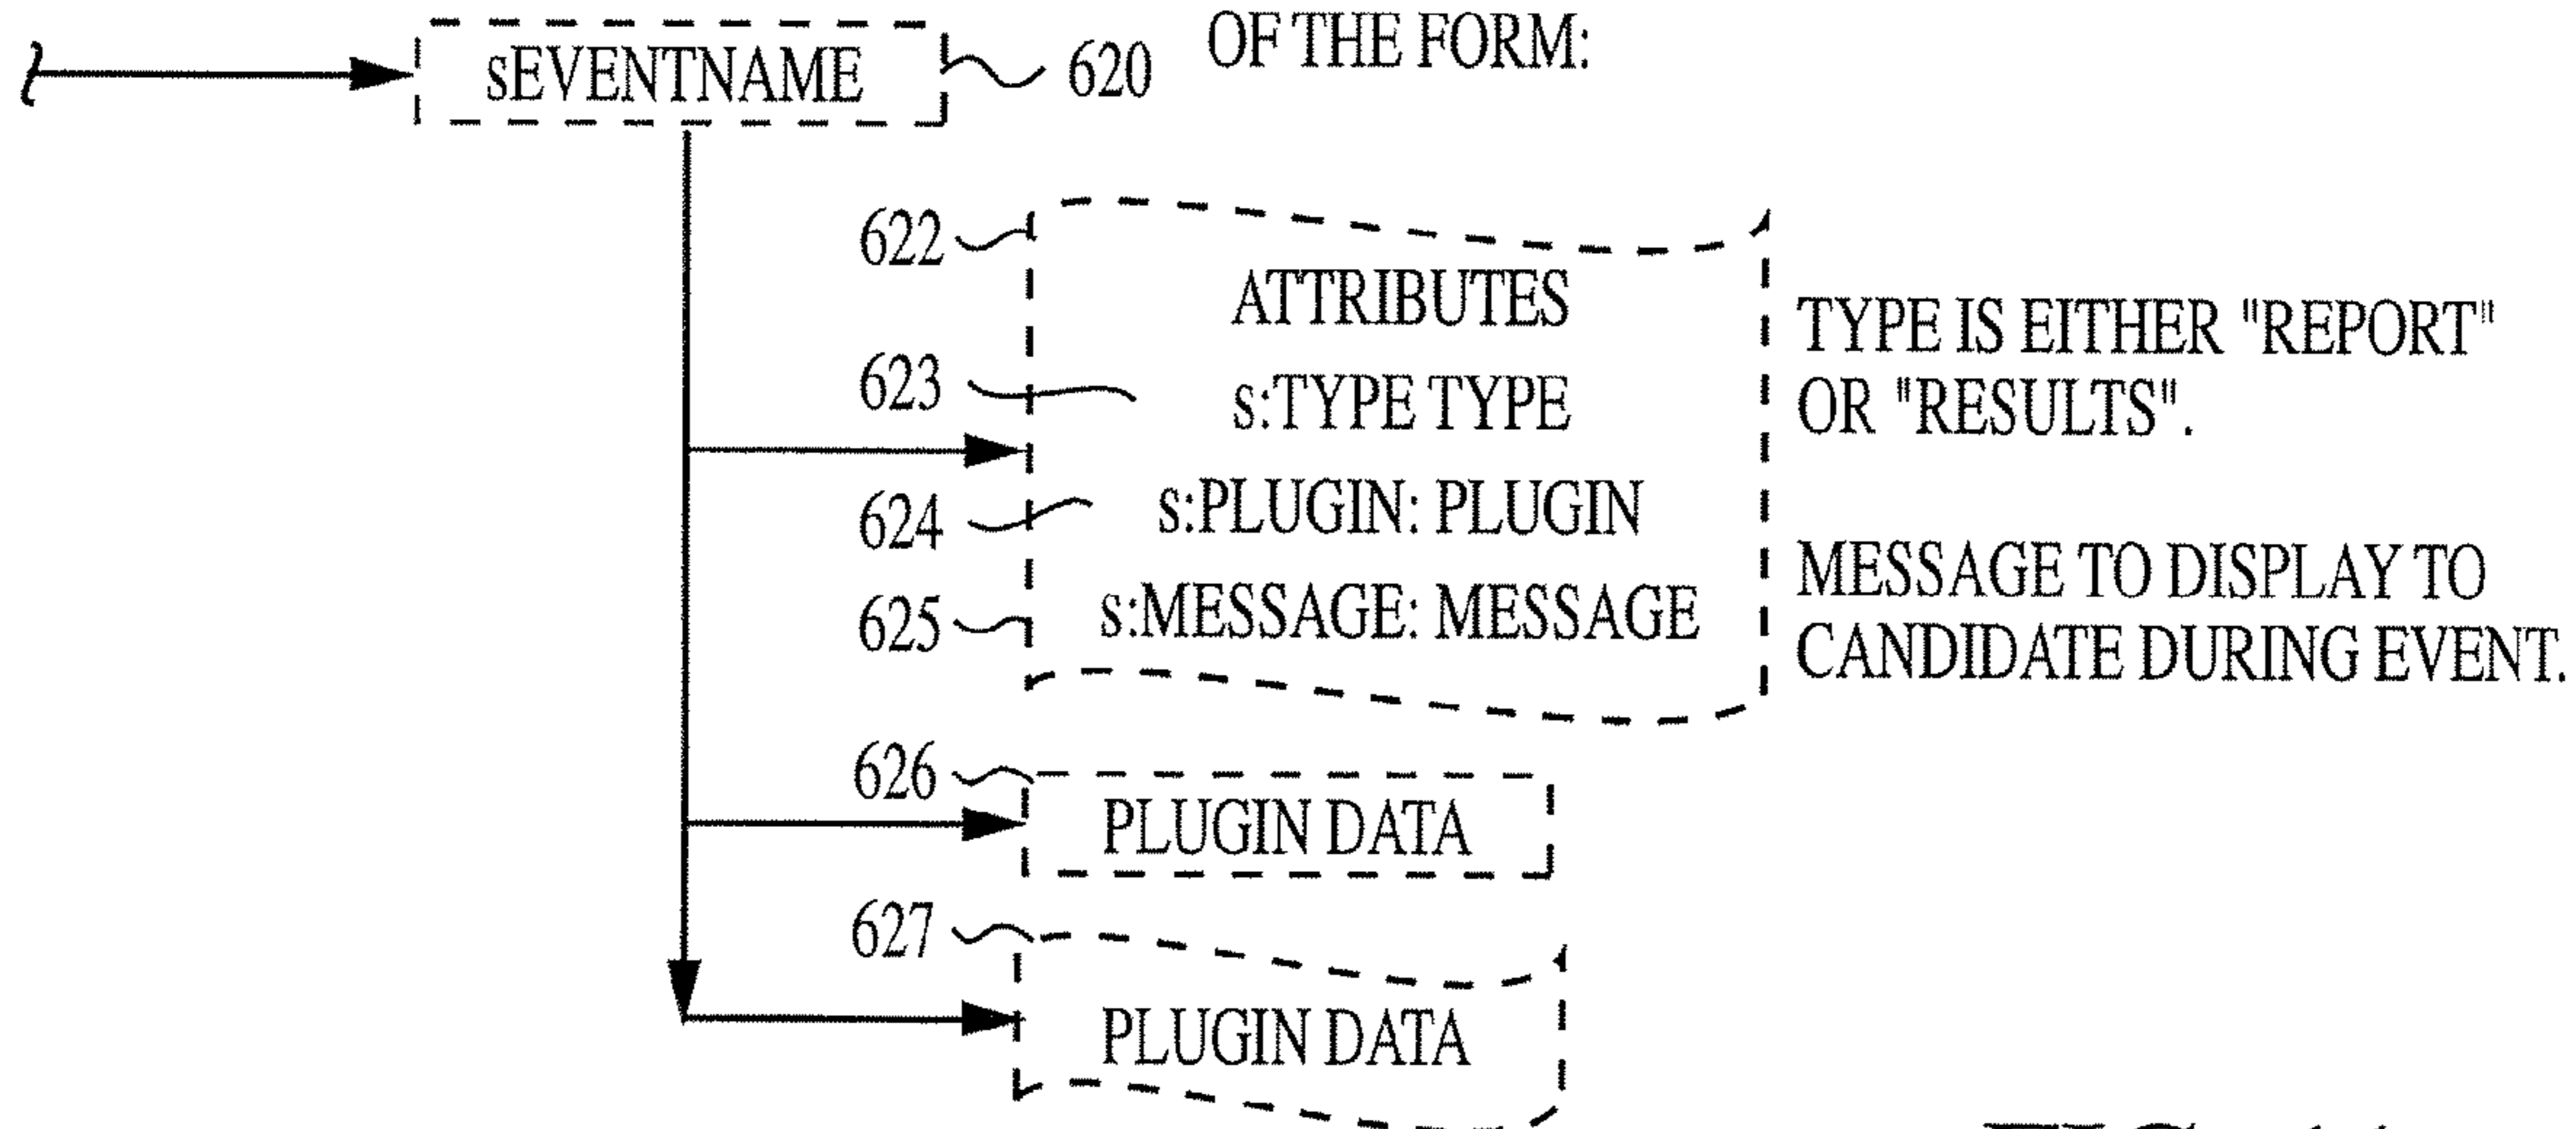 OF THE FORM:
sEVENTNAME
620
622
ATTRIBUTES
623
s:TYPE TYPE
TYPE IS EITHER "REPORT"
OR "RESULTS".
624
s:PLUGIN: PLUGIN
625
s:MESSAGE: MESSAGE
MESSAGE TO DISPLAY TO
CANDIDATE DURING EVENT.
626
PLUGIN DATA
627
PLUGIN DATA